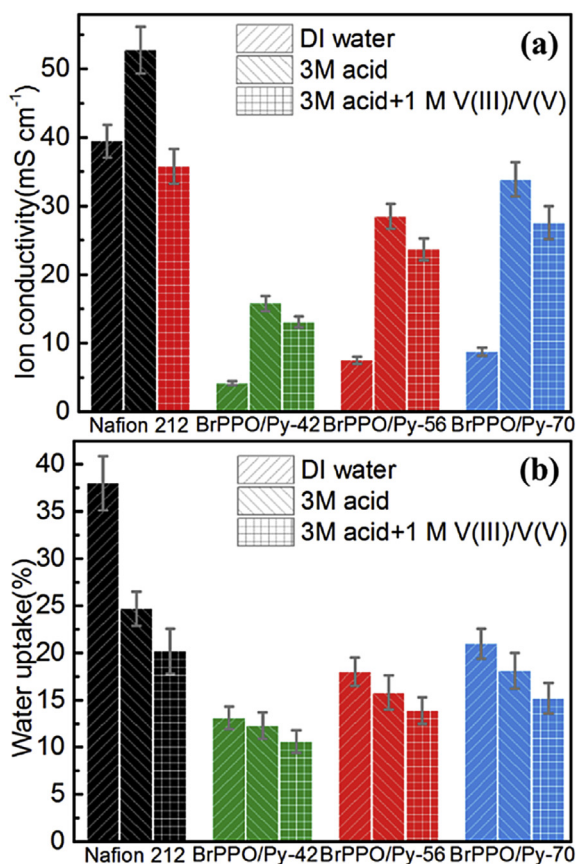 (a)
DI water
3M acid
3M acid+1 M V(III)/V(V)
Ion conductivity(mS cm⁻¹)
50
40
30
20
10
0
Nafion 212 BrPPO/Py-42 BrPPO/Py-56 BrPPO/Py-70
(b)
DI water
3M acid
3M acid+1 M V(III)/V(V)
Water uptake(%)
40
35
30
25
20
15
10
5
0
Nafion 212 BrPPO/Py-42 BrPPO/Py-56 BrPPO/Py-70